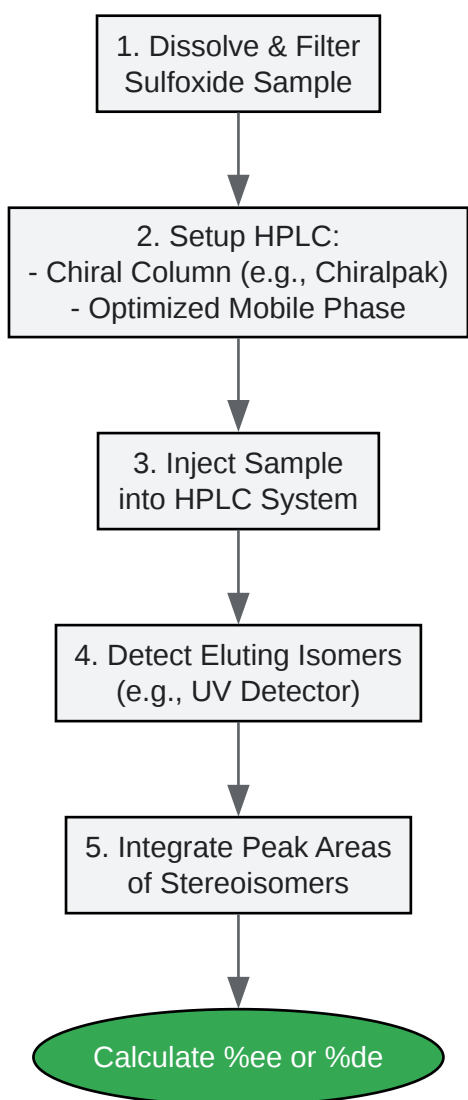 1. Dissolve & Filter
Sulfoxide Sample
2. Setup HPLC:
- Chiral Column (e.g., Chiralpak)
- Optimized Mobile Phase
3. Inject Sample
into HPLC System
4. Detect Eluting Isomers
(e.g., UV Detector)
5. Integrate Peak Areas
of Stereoisomers
Calculate %ee or %de